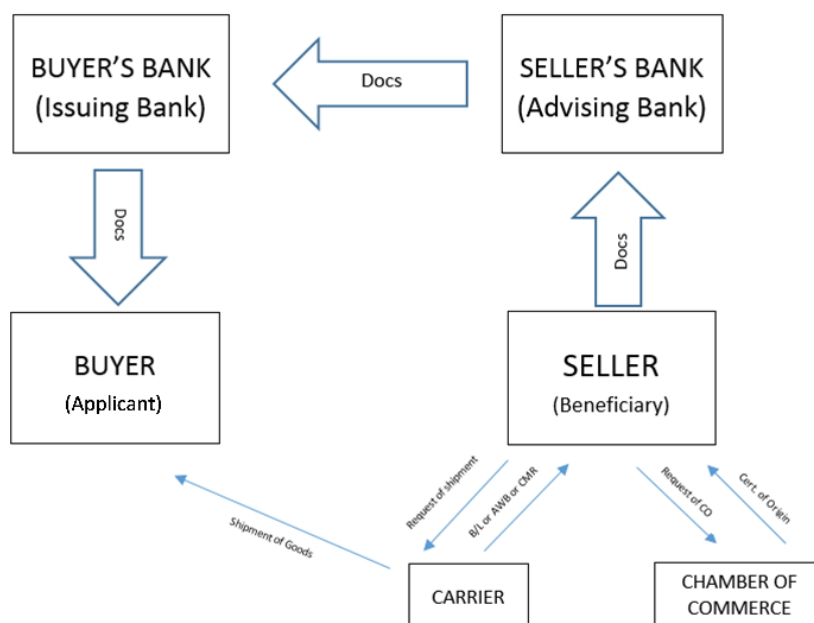 BUYER'S BANK
(Issuing Bank)
Docs
SELLER'S BANK
(Advising Bank)
Docs
Docs
BUYER
(Applicant)
SELLER
(Beneficiary)
Shipment of Goods
Request of shipment
B/L or AWB or CMR
Request of CO
Cert. of Origin
CARRIER
CHAMBER OF
COMMERCE